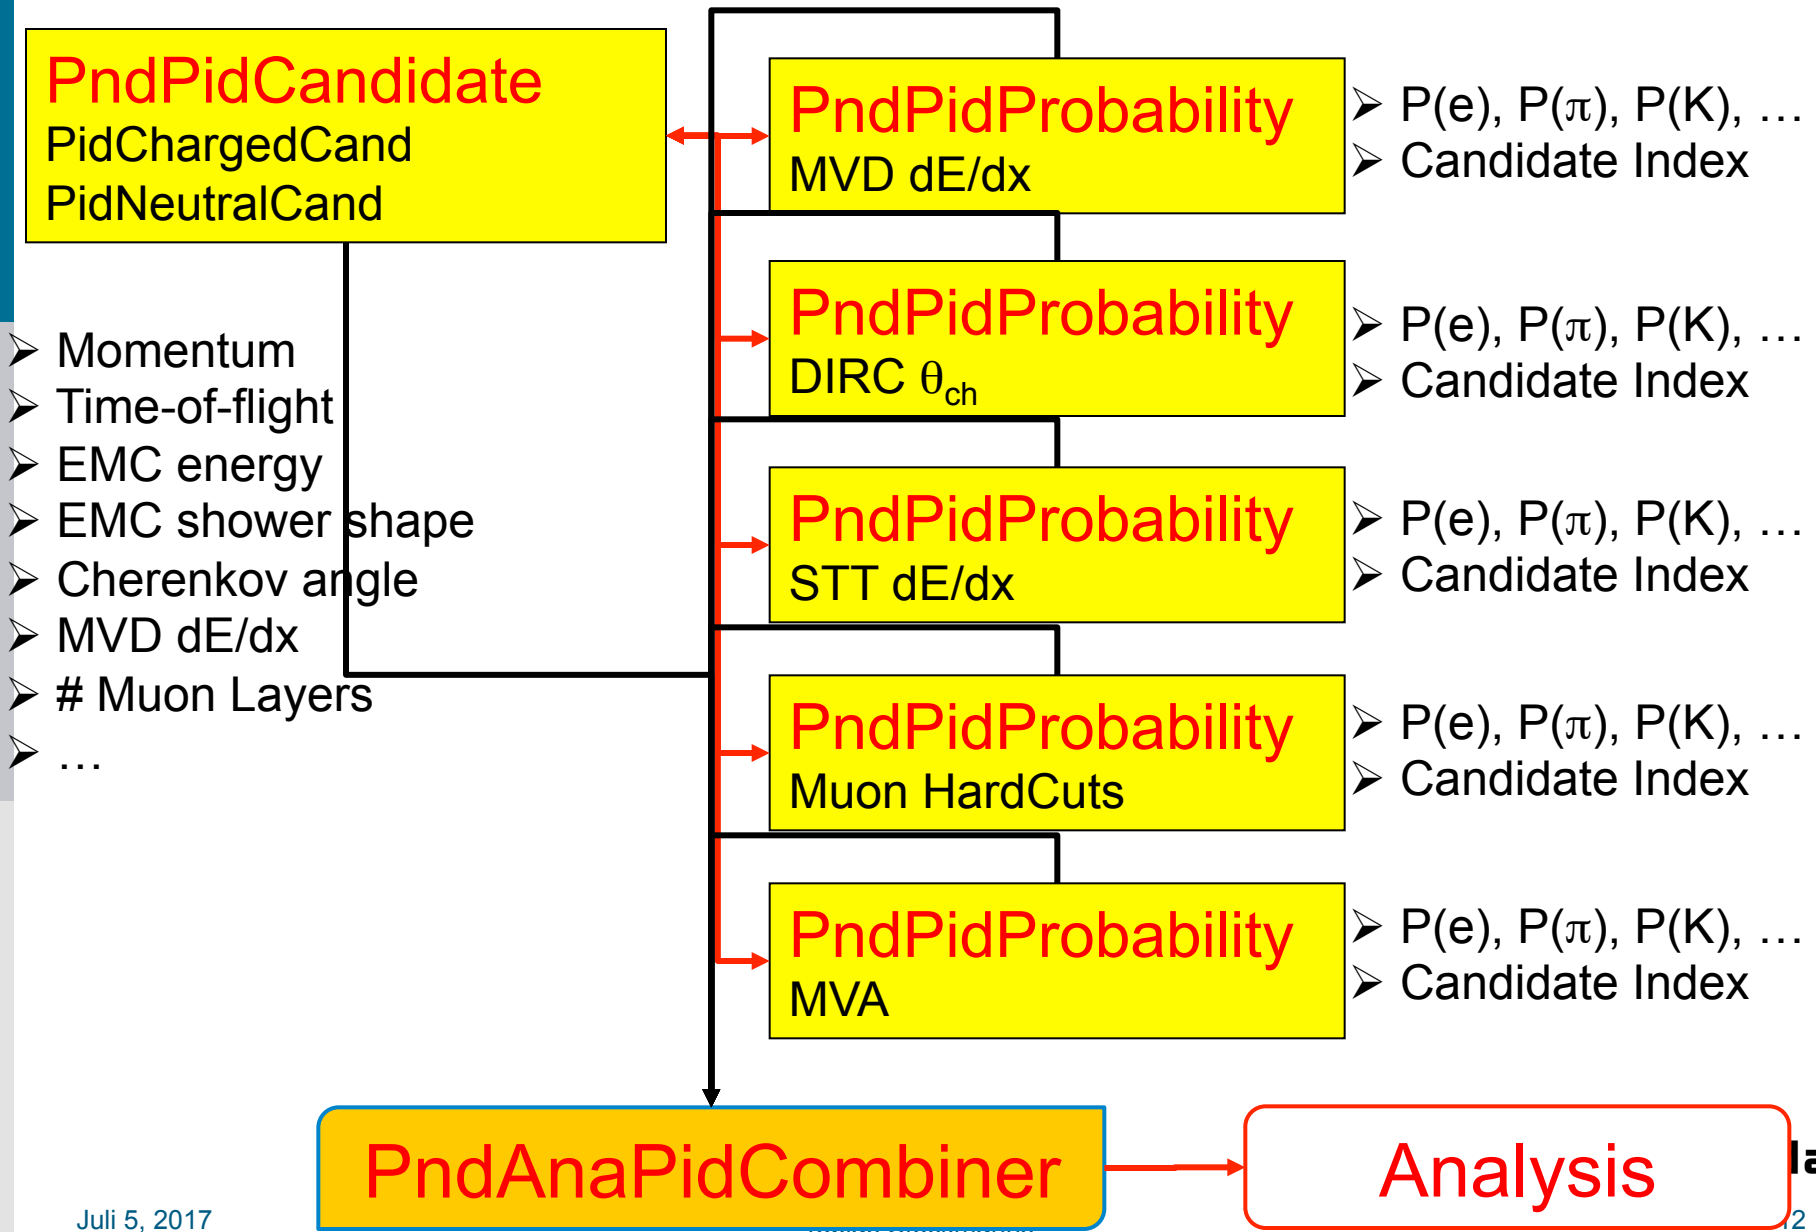 PndPidCandidate
PidChargedCand
PidNeutralCand
➢ Momentum
➢ Time-of-flight
➢ EMC energy
➢ EMC shower shape
➢ Cherenkov angle
➢ MVD dE/dx
➢ # Muon Layers
➢ …
PndPidProbability
MVD dE/dx
➢ P(e), P(π), P(K), …
➢ Candidate Index
PndPidProbability
DIRC θch
➢ P(e), P(π), P(K), …
➢ Candidate Index
PndPidProbability
STT dE/dx
➢ P(e), P(π), P(K), …
➢ Candidate Index
PndPidProbability
Muon HardCuts
➢ P(e), P(π), P(K), …
➢ Candidate Index
PndPidProbability
MVA
➢ P(e), P(π), P(K), …
➢ Candidate Index
PndAnaPidCombiner
Analysis
Juli 5, 2017